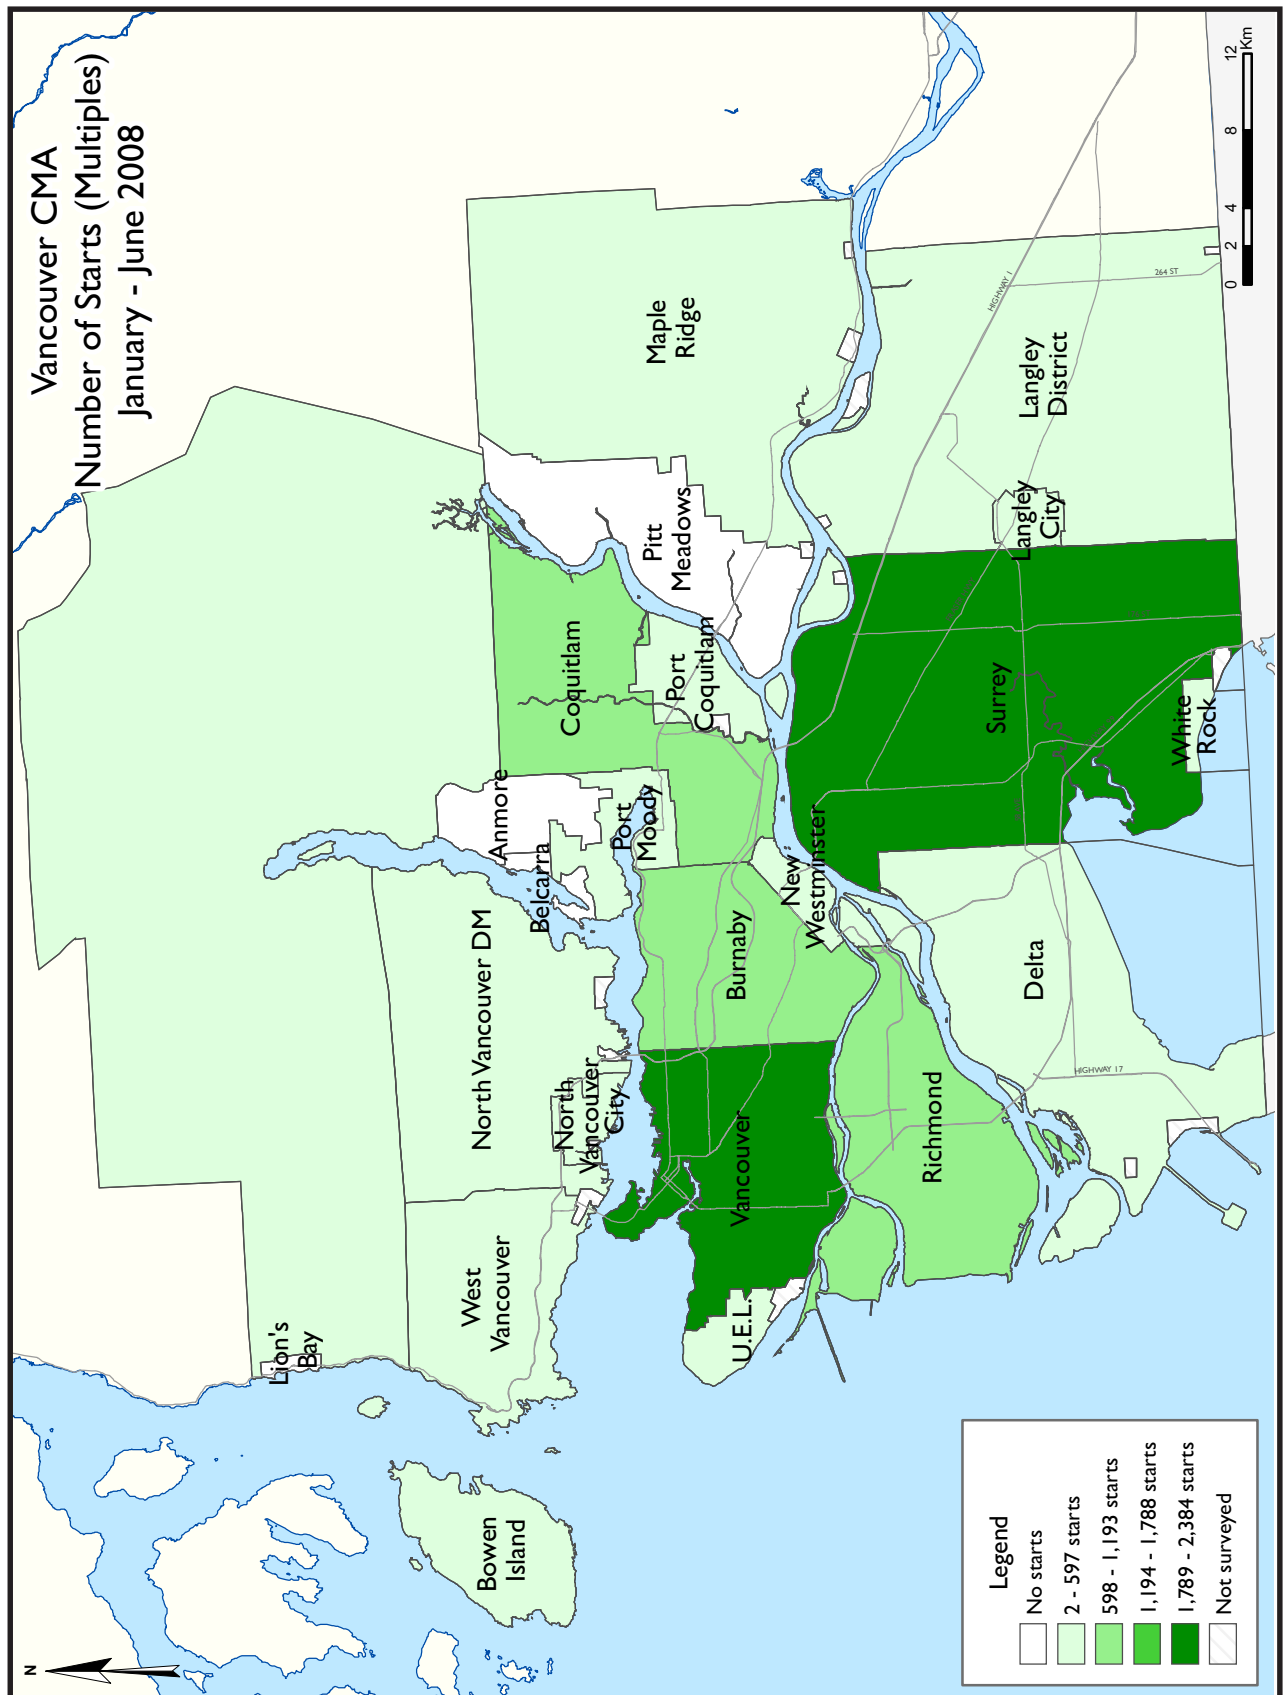 Vancouver CMA
Number of Starts (Multiples)
January - June 2008
N
Lion's
Bay
Bowen
Island
West
Vancouver
North Vancouver DM
North
Vancouver
City
Belcarra
Anmore
Port
Moody
Coquitlam
Port
Coquitlam
Pitt
Meadows
Maple
Ridge
U.E.L.
Vancouver
Burnaby
New
Westminster
Richmond
Delta
Surrey
White
Rock
Langley
City
Langley
District
HIGHWAY 1
264 ST
HIGHWAY 17
Legend
No starts
2 - 597 starts
598 - 1,193 starts
1,194 - 1,788 starts
1,789 - 2,384 starts
Not surveyed
0 2 4 8 12
Km